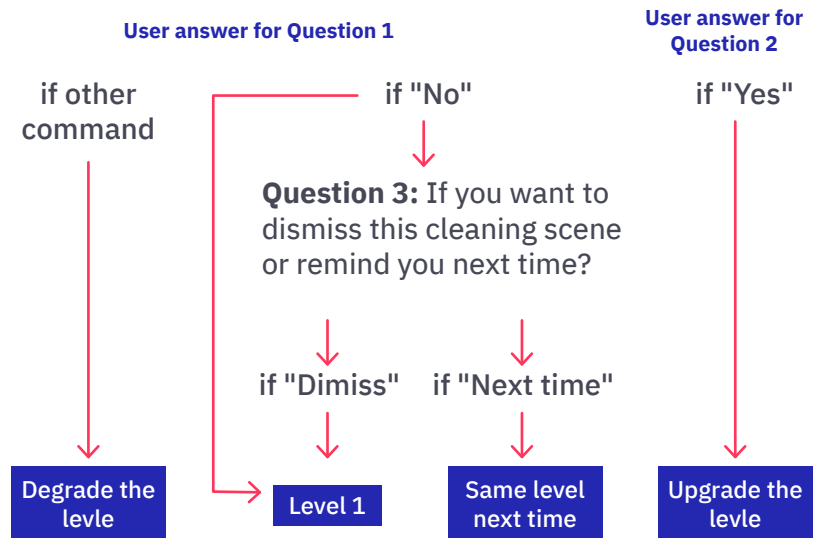 User answer for Question 1
User answer for
Question 2
if other
command
if "No"
if "Yes"
Question 3: If you want to
dismiss this cleaning scene
or remind you next time?
if "Dimiss"
if "Next time"
Degrade the
levle
Level 1
Same level
next time
Upgrade the
levle